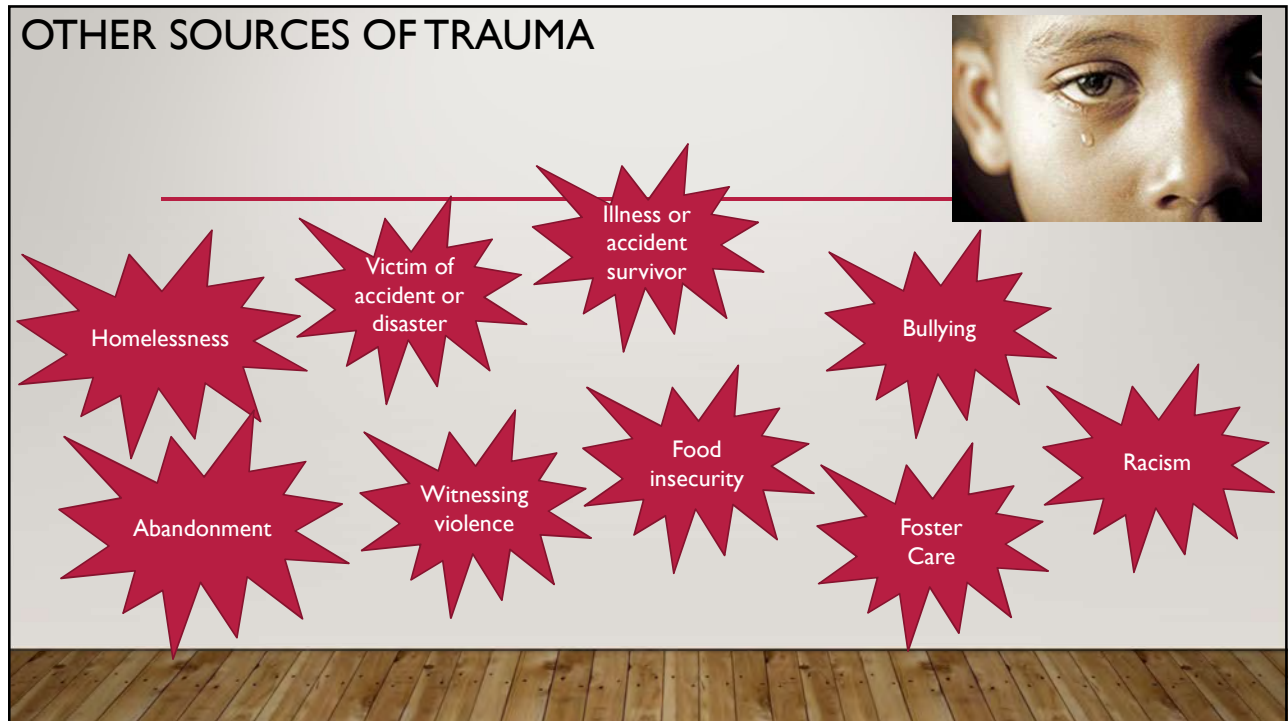 OTHER SOURCES OF TRAUMA
Illness or
accident
survivor
Victim of
accident or
disaster
Homelessness
Bullying
Food
insecurity
Racism
Witnessing
violence
Abandonment
Foster
Care